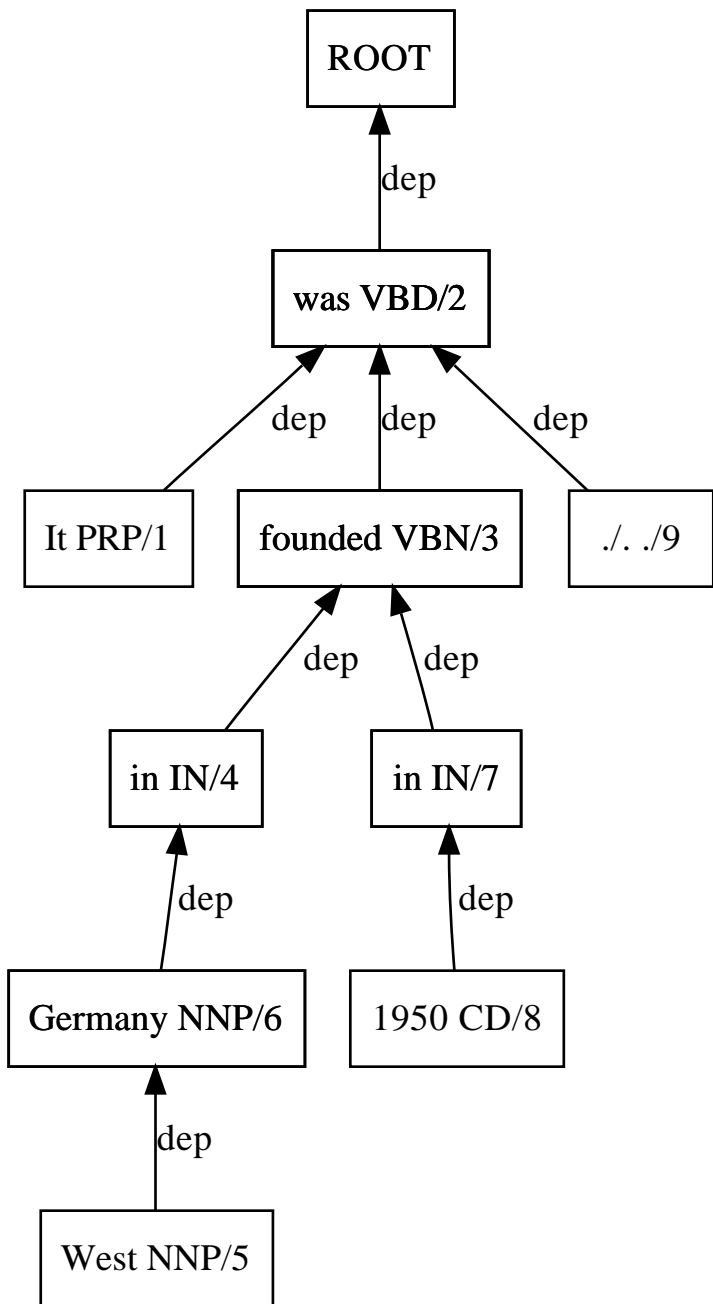 ROOT
dep
was VBD/2
dep dep dep
It PRP/1 founded VBN/3 ./. ./9
dep dep
in IN/4 in IN/7
dep dep
Germany NNP/6 1950 CD/8
dep
West NNP/5